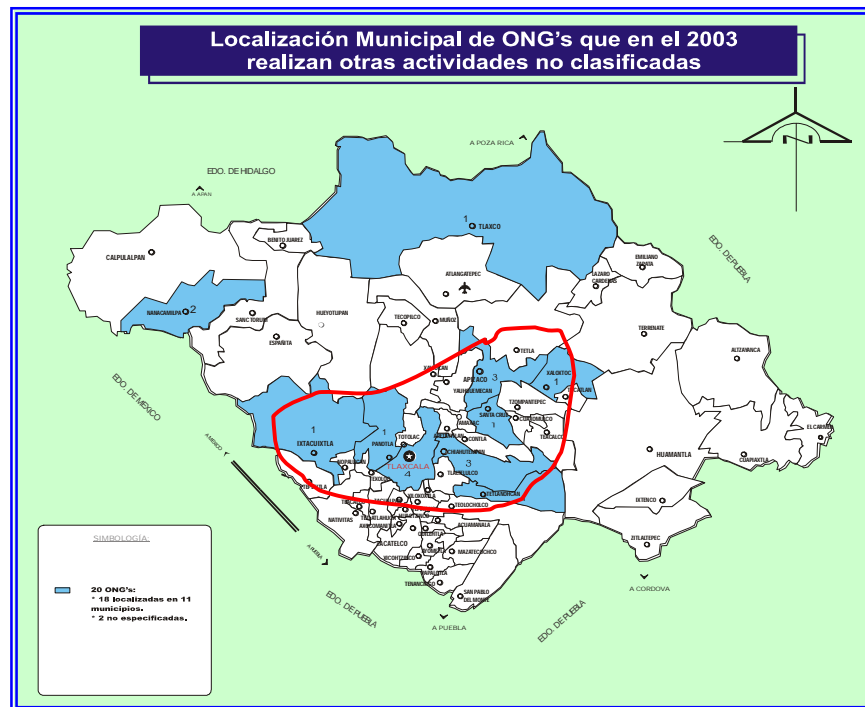 Localización Municipal de ONG's que en el 2003
realizan otras actividades no clasificadas
N
A POZA RICA
EDO. DE HIDALGO
A APAN
1
TLAXCO
BENITO JUAREZ
EDO. DE PUEBLA
CALPULALPAN
EMILIANO
ZAPATA
ATLANGATEPEC
LAZARO
CARDENAS
NANACAMILPA
2
SANCTORUM
HUEYOTLIPAN
TECOPILCO
MUÑOZ
TERRENATE
ESPAÑITA
TETLA
ALTZAYANCA
EDO. DE MEXICO
APIZACO
3
XALOXTOC
1
YAUHQUEMECAN
TZOMPANTEPEC
SANTA CRUZ
1
CUAXOMULCO
EL CARMEN
1
1
AMAXAC
IXTACUIXTLA
PANOTLA
TOTOLAC
CONTLA
A MEXICO
TLAXCALA
4
CHIAUHTEMPAN
3
HUAMANTLA
CUAPIAXTLA
TETLANOHCAN
IXTENCO
NATIVITAS
TEOLOCHOLCO
ACUAMANALA
ZITLALTEPEC
ZACATELCO
MAZATECOCHCO
TENANCINGO
SAN PABLO
DEL MONTE
A CORDOVA
EDO. DE PUEBLA
A PUEBLA
EDO. DE PUEBLA
SIMBOLOGÍA:
20 ONG's:
* 18 localizadas en 11
municipios.
* 2 no especificadas.